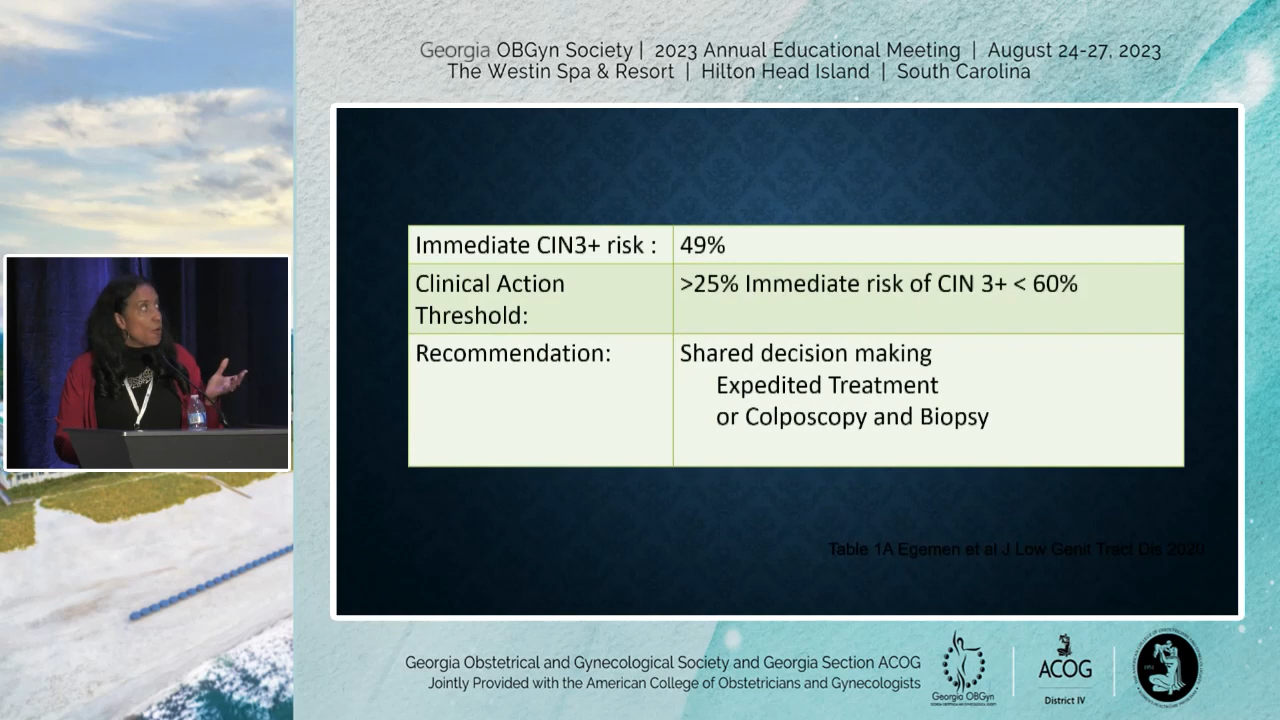 Georgia OBGyn Society | 2023 Annual Educational Meeting | August 24-27, 2023
The Westin Spa & Resort | Hilton Head Island | South Carolina
Immediate CIN3+ risk : 49%
Clinical Action Threshold: >25% Immediate risk of CIN 3+ < 60%
Recommendation: Shared decision making
Expedited Treatment
or Colposcopy and Biopsy
Table 1A Egemen et al J Low Genit Tract Dis 2020
Georgia Obstetrical and Gynecological Society and Georgia Section ACOG
Jointly Provided with the American College of Obstetricians and Gynecologists
Georgia OBGyn
ACOG
District IV